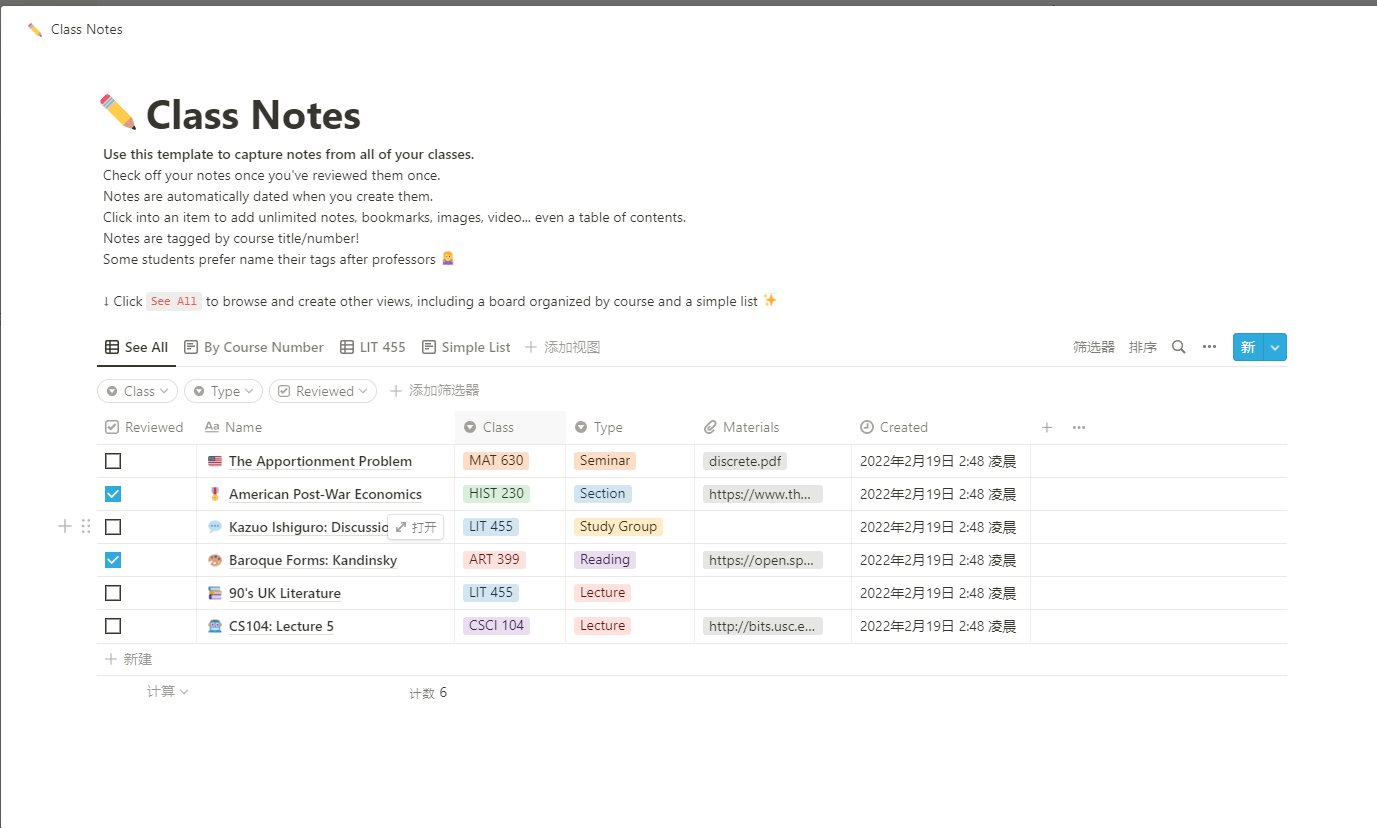 Class Notes
Class Notes
Use this template to capture notes from all of your classes.
Check off your notes once you've reviewed them once.
Notes are automatically dated when you create them.
Click into an item to add unlimited notes, bookmarks, images, video... even a table of contents.
Notes are tagged by course title/number!
Some students prefer name their tags after professors
↓ Click See All to browse and create other views, including a board organized by course and a simple list
See All By Course Number LIT 455 Simple List + 添加视图 筛选器 排序 ••• 新
Class Type Reviewed + 添加筛选器
Reviewed Aa Name Class Type Materials Created + •••
The Apportionment Problem MAT 630 Seminar discrete.pdf 2022年2月19日 2:48 凌晨
American Post-War Economics HIST 230 Section https://www.th... 2022年2月19日 2:48 凌晨
+ Kazuo Ishiguro: Discussio 打开 LIT 455 Study Group 2022年2月19日 2:48 凌晨
Baroque Forms: Kandinsky ART 399 Reading https://open.sp... 2022年2月19日 2:48 凌晨
90's UK Literature LIT 455 Lecture 2022年2月19日 2:48 凌晨
CS104: Lecture 5 CSCI 104 Lecture http://bits.usc.e... 2022年2月19日 2:48 凌晨
+ 新建
计算 计数 6